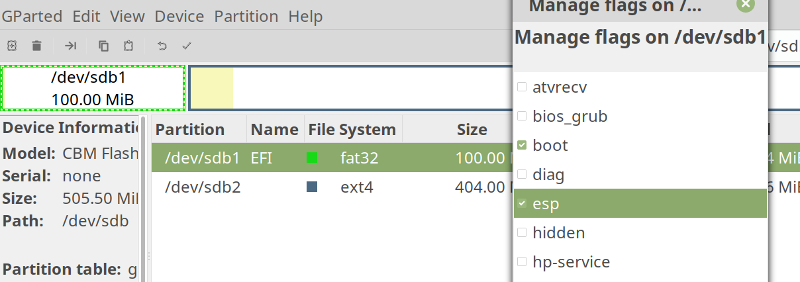 GParted Edit View Device Partition Help
/dev/sdb1
100.00 MiB
Device Informatio
Model: CBM Flash
Serial: none
Size: 505.50 MiB
Path: /dev/sdb
Partition table: g
Partition Name File System Size
/dev/sdb1 EFI fat32 100.00
/dev/sdb2 ext4 404.00
Manage flags on /...
Manage flags on /dev/sdb1
atvrecv
bios_grub
boot
diag
esp
hidden
hp-service